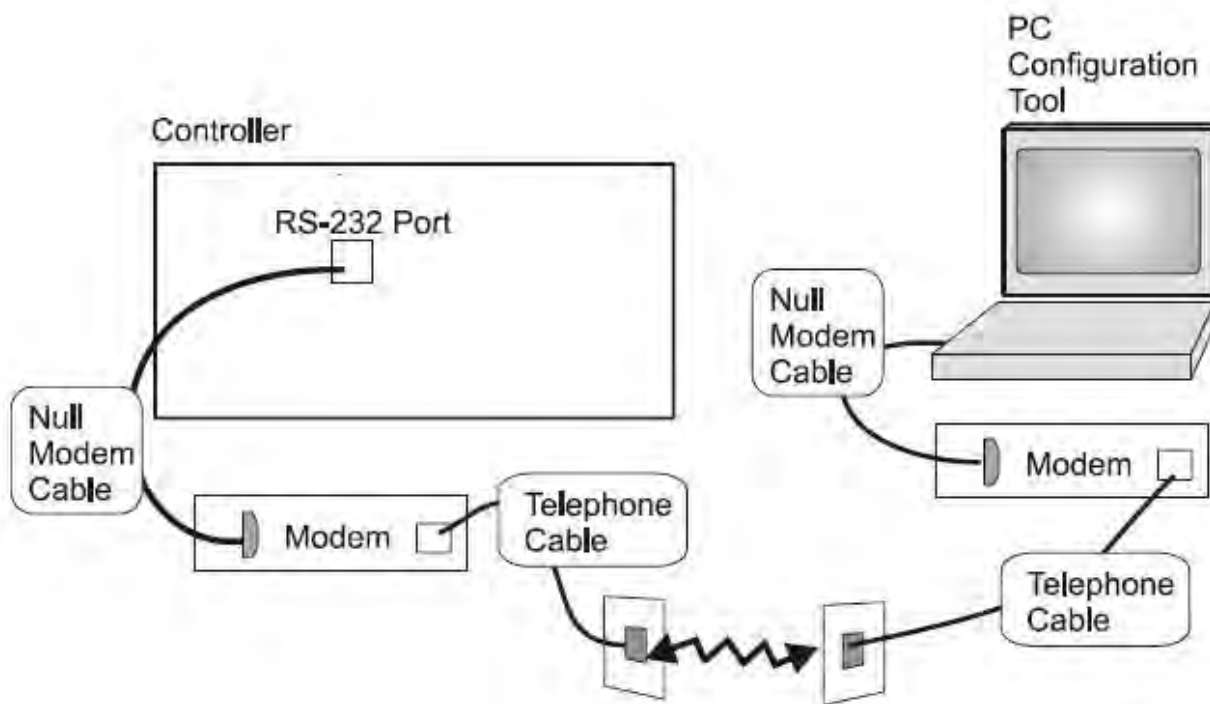 PC
Configuration
Tool
Controller
RS-232 Port
Null
Modem
Cable
Null
Modem
Cable
Modem
Telephone
Cable
Modem
Telephone
Cable